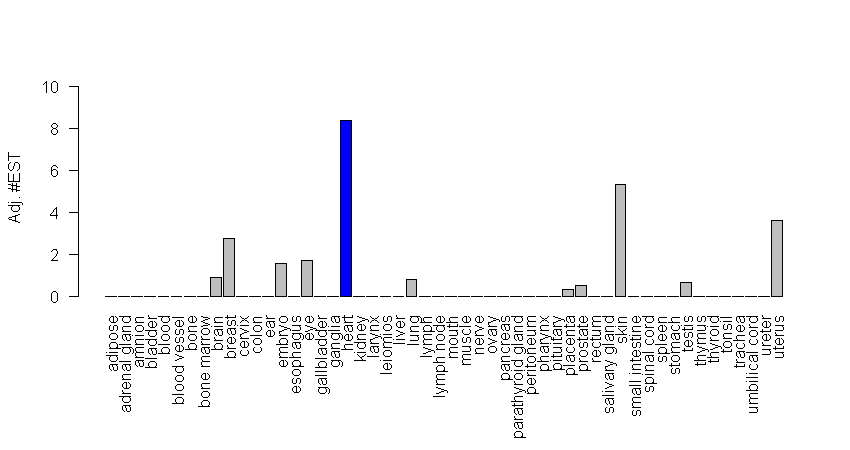 10
8
6
4
2
0
Adj. #EST
adipose
adrenal gland
amnion
bladder
blood
blood vessel
bone
bone marrow
brain
breast
cervix
colon
ear
embryo
esophagus
eye
gallbladder
ganglia
heart
kidney
larynx
leiomios
liver
lung
lymph
lymph node
mouth
muscle
nerve
ovary
pancreas
parathyroid gland
peritoneum
pharynx
pituitary
placenta
prostate
rectum
salivary gland
skin
small intestine
spinal cord
spleen
stomach
testis
thymus
thyroid
tonsil
trachea
umbilical cord
ureter
uterus